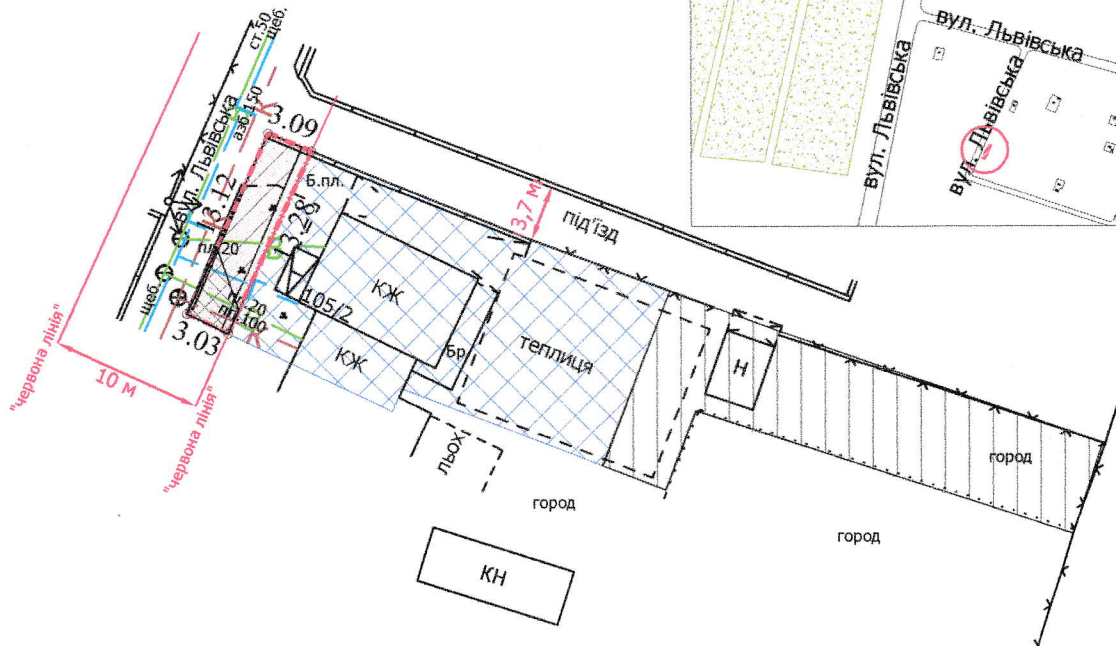 ст.50
щеб.
вул. Львівська
азб.150
К
3.09
Б.пл.
13.12
13.28
пл.20
пл.100
щеб.
3.03
К
105/2
КЖ
КЖ
Бр
теплиця
3,7 м
під'їзд
Н
город
город
город
льох
КН
10 м
"червона лінія"
"червона лінія"
вул. Львівська
вул. Львівська
вул. Львівська